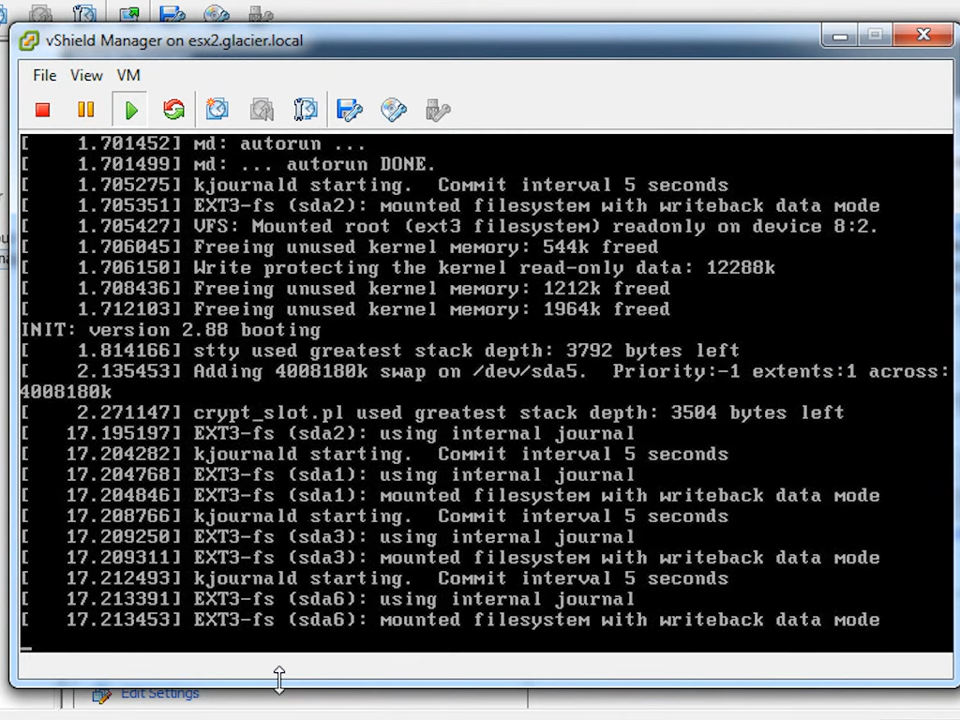 vShield Manager on esx2.glacier.local
File View VM
[ 1.701452] md: autorun ...
[ 1.701499] md: ... autorun DONE.
[ 1.705275] kjournald starting. Commit interval 5 seconds
[ 1.705351] EXT3-fs (sda2): mounted filesystem with writeback data mode
[ 1.705427] VFS: Mounted root (ext3 filesystem) readonly on device 8:2.
[ 1.706045] Freeing unused kernel memory: 544k freed
[ 1.706150] Write protecting the kernel read-only data: 12288k
[ 1.708436] Freeing unused kernel memory: 1212k freed
[ 1.712103] Freeing unused kernel memory: 1964k freed
INIT: version 2.88 booting
[ 1.814166] stty used greatest stack depth: 3792 bytes left
[ 2.135453] Adding 4008180k swap on /dev/sda5. Priority:-1 extents:1 across:
4008180k
[ 2.271147] crypt_slot.pl used greatest stack depth: 3504 bytes left
[ 17.195197] EXT3-fs (sda2): using internal journal
[ 17.204282] kjournald starting. Commit interval 5 seconds
[ 17.204768] EXT3-fs (sda1): using internal journal
[ 17.204846] EXT3-fs (sda1): mounted filesystem with writeback data mode
[ 17.208766] kjournald starting. Commit interval 5 seconds
[ 17.209250] EXT3-fs (sda3): using internal journal
[ 17.209311] EXT3-fs (sda3): mounted filesystem with writeback data mode
[ 17.212493] kjournald starting. Commit interval 5 seconds
[ 17.213391] EXT3-fs (sda6): using internal journal
[ 17.213453] EXT3-fs (sda6): mounted filesystem with writeback data mode
Edit Settings